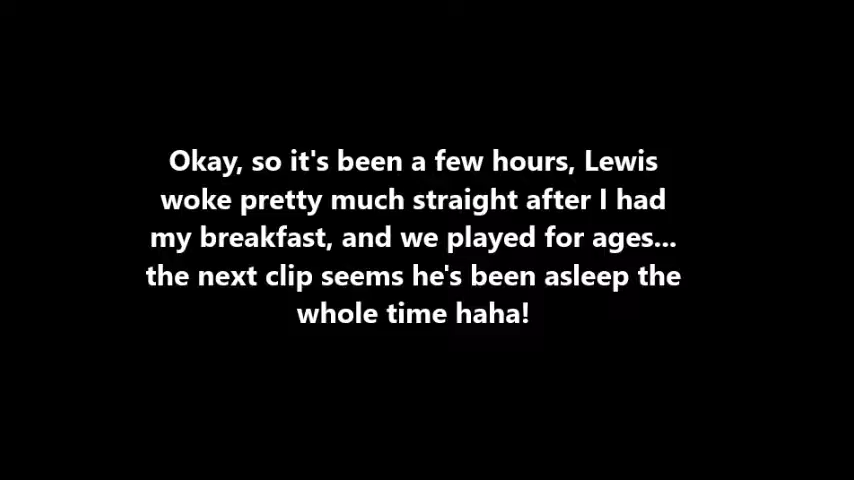 Okay, so it's been a few hours, Lewis
woke pretty much straight after I had
my breakfast, and we played for ages...
the next clip seems he's been asleep the
whole time haha!